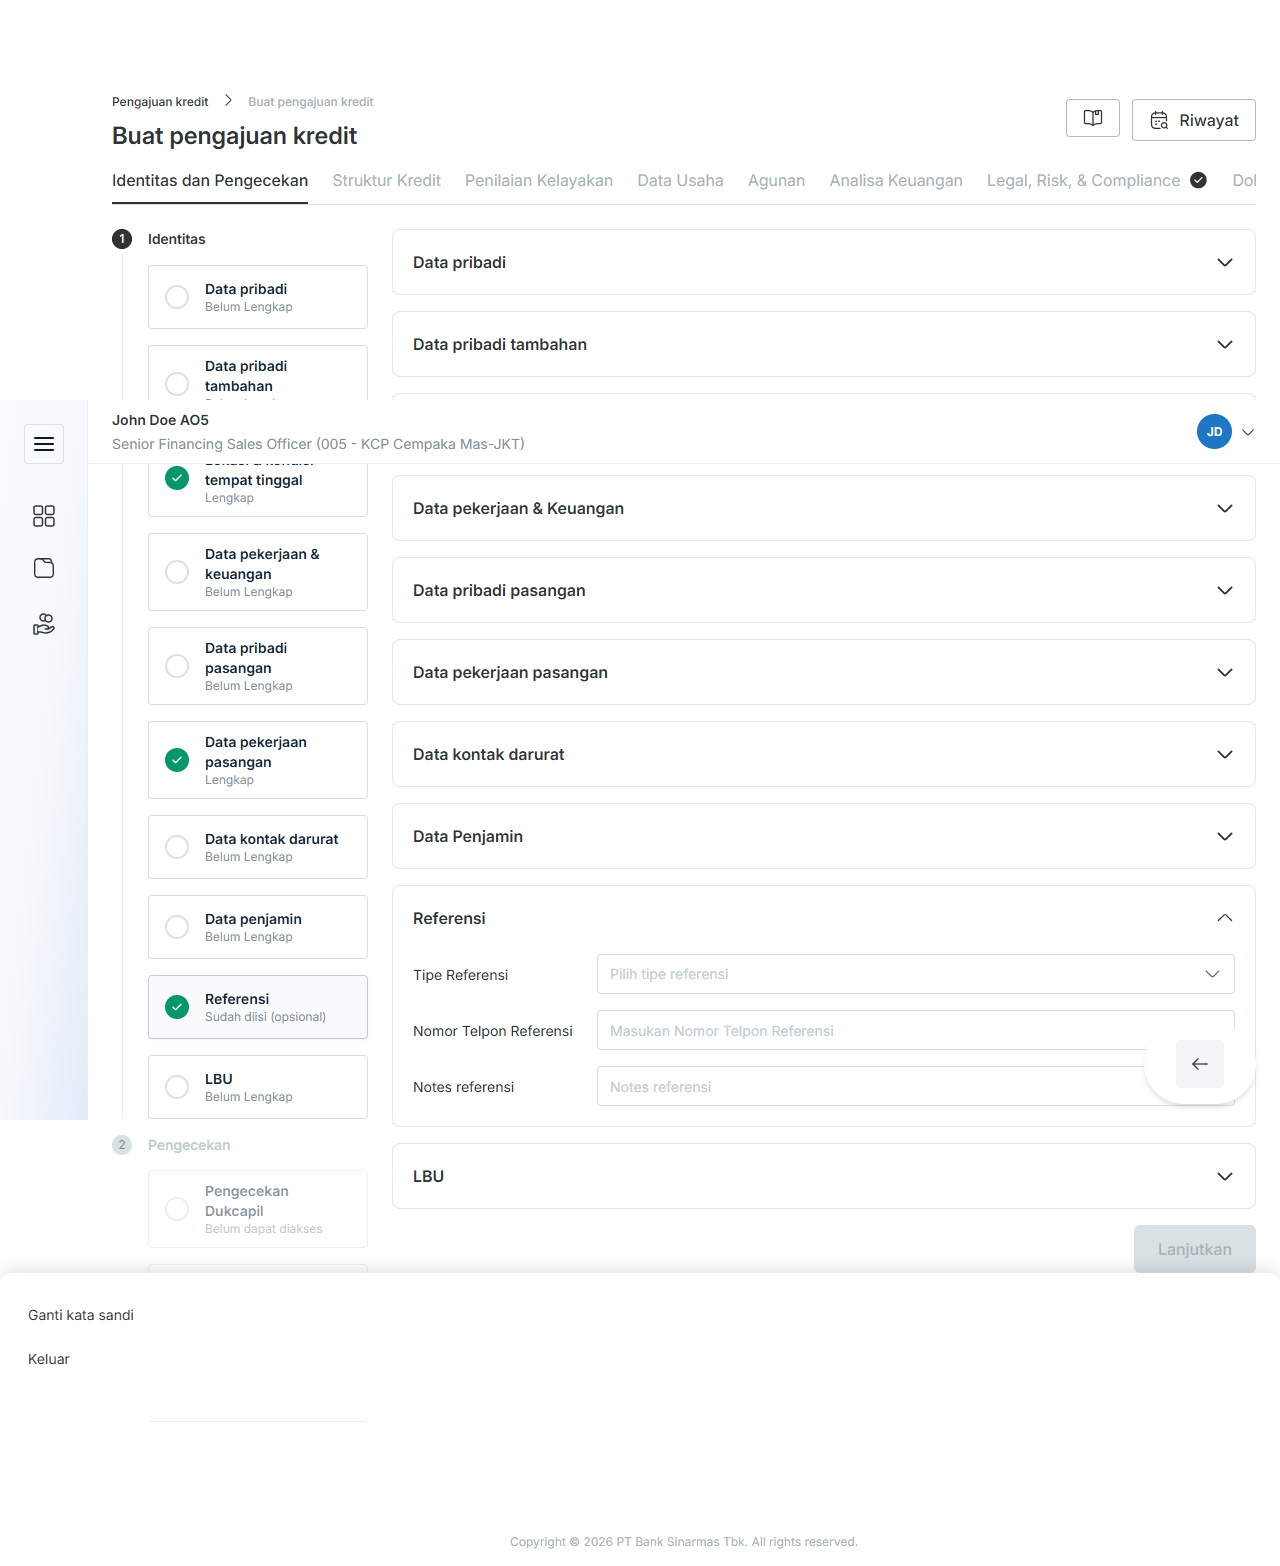 Pengajuan kredit
Buat pengajuan kredit
Buat pengajuan kredit
Riwayat
Identitas dan Pengecekan
Struktur Kredit
Penilaian Kelayakan
Data Usaha
Agunan
Analisa Keuangan
Legal, Risk, & Compliance
1
Identitas
Data pribadi
Belum Lengkap
Data pribadi
tambahan
John Doe AO5
Senior Financing Sales Officer (005 - KCP Cempaka Mas-JKT)
JD
tempat tinggal
Lengkap
Data pekerjaan &
keuangan
Belum Lengkap
Data pribadi
pasangan
Belum Lengkap
Data pekerjaan
pasangan
Lengkap
Data kontak darurat
Belum Lengkap
Data penjamin
Belum Lengkap
Referensi
Sudah diisi (opsional)
LBU
Belum Lengkap
2
Pengecekan
Pengecekan
Dukcapil
Belum dapat diakses
Data pribadi
Data pribadi tambahan
Data pekerjaan & Keuangan
Data pribadi pasangan
Data pekerjaan pasangan
Data kontak darurat
Data Penjamin
Referensi
Tipe Referensi
Pilih tipe referensi
Nomor Telpon Referensi
Masukan Nomor Telpon Referensi
Notes referensi
Notes referensi
LBU
Lanjutkan
Ganti kata sandi
Keluar
Copyright © 2026 PT Bank Sinarmas Tbk. All rights reserved.